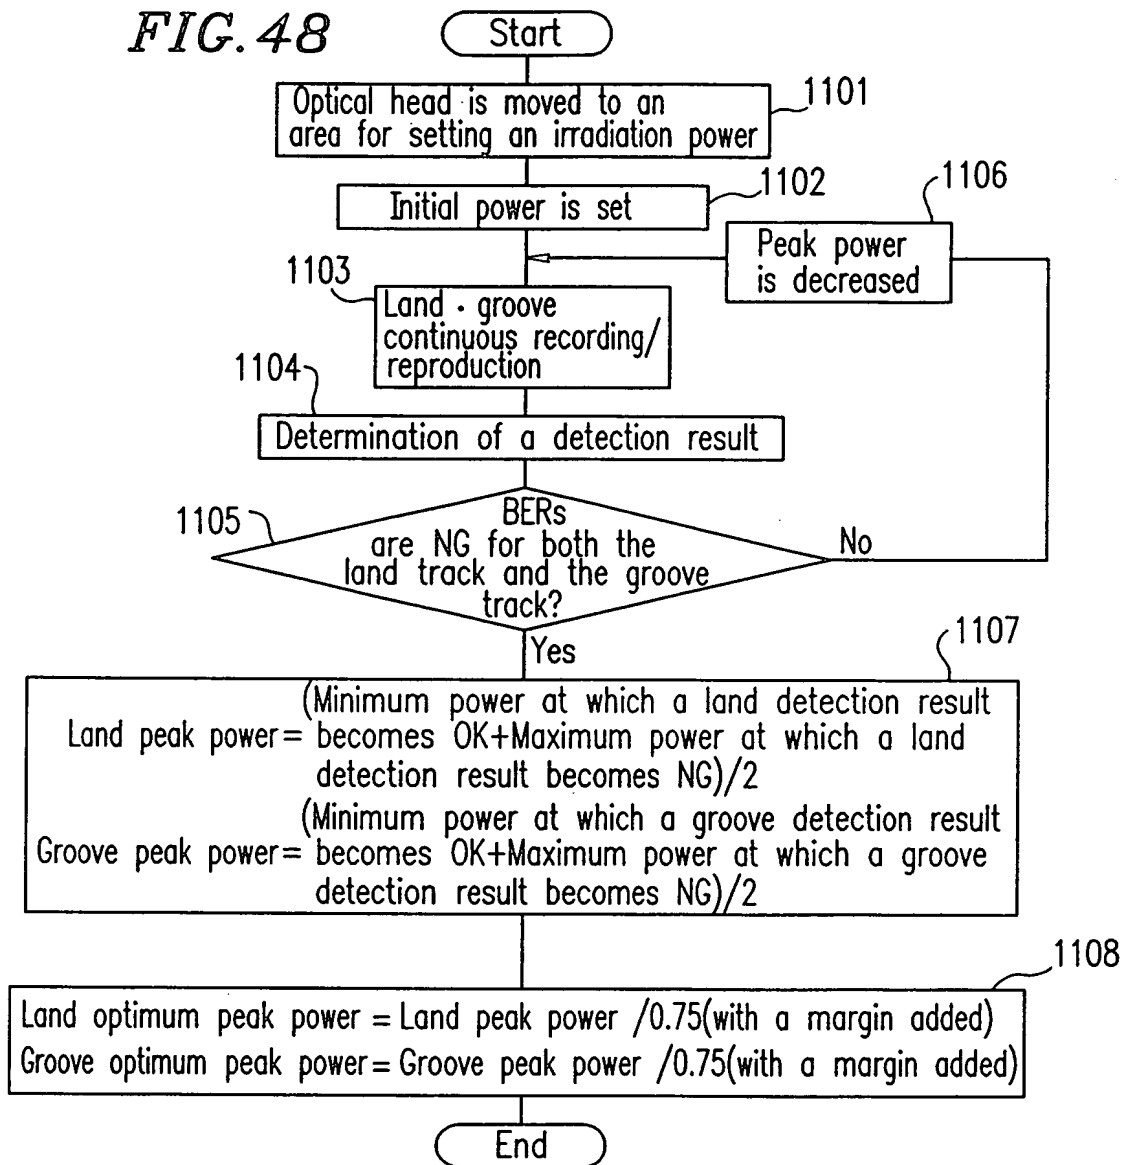 FIG. 48
Start
Optical head is moved to an
area for setting an irradiation power
1101
Initial power is set
1102
1106
Peak power
is decreased
1103
Land · groove
continuous recording/
reproduction
1104
Determination of a detection result
1105
BERs
are NG for both the
land track and the groove
track?
No
Yes
1107
(Minimum power at which a land detection result
Land peak power= becomes OK+Maximum power at which a land
detection result becomes NG)/2
(Minimum power at which a groove detection result
Groove peak power= becomes OK+Maximum power at which a groove
detection result becomes NG)/2
1108
Land optimum peak power = Land peak power /0.75(with a margin added)
Groove optimum peak power= Groove peak power /0.75(with a margin added)
End